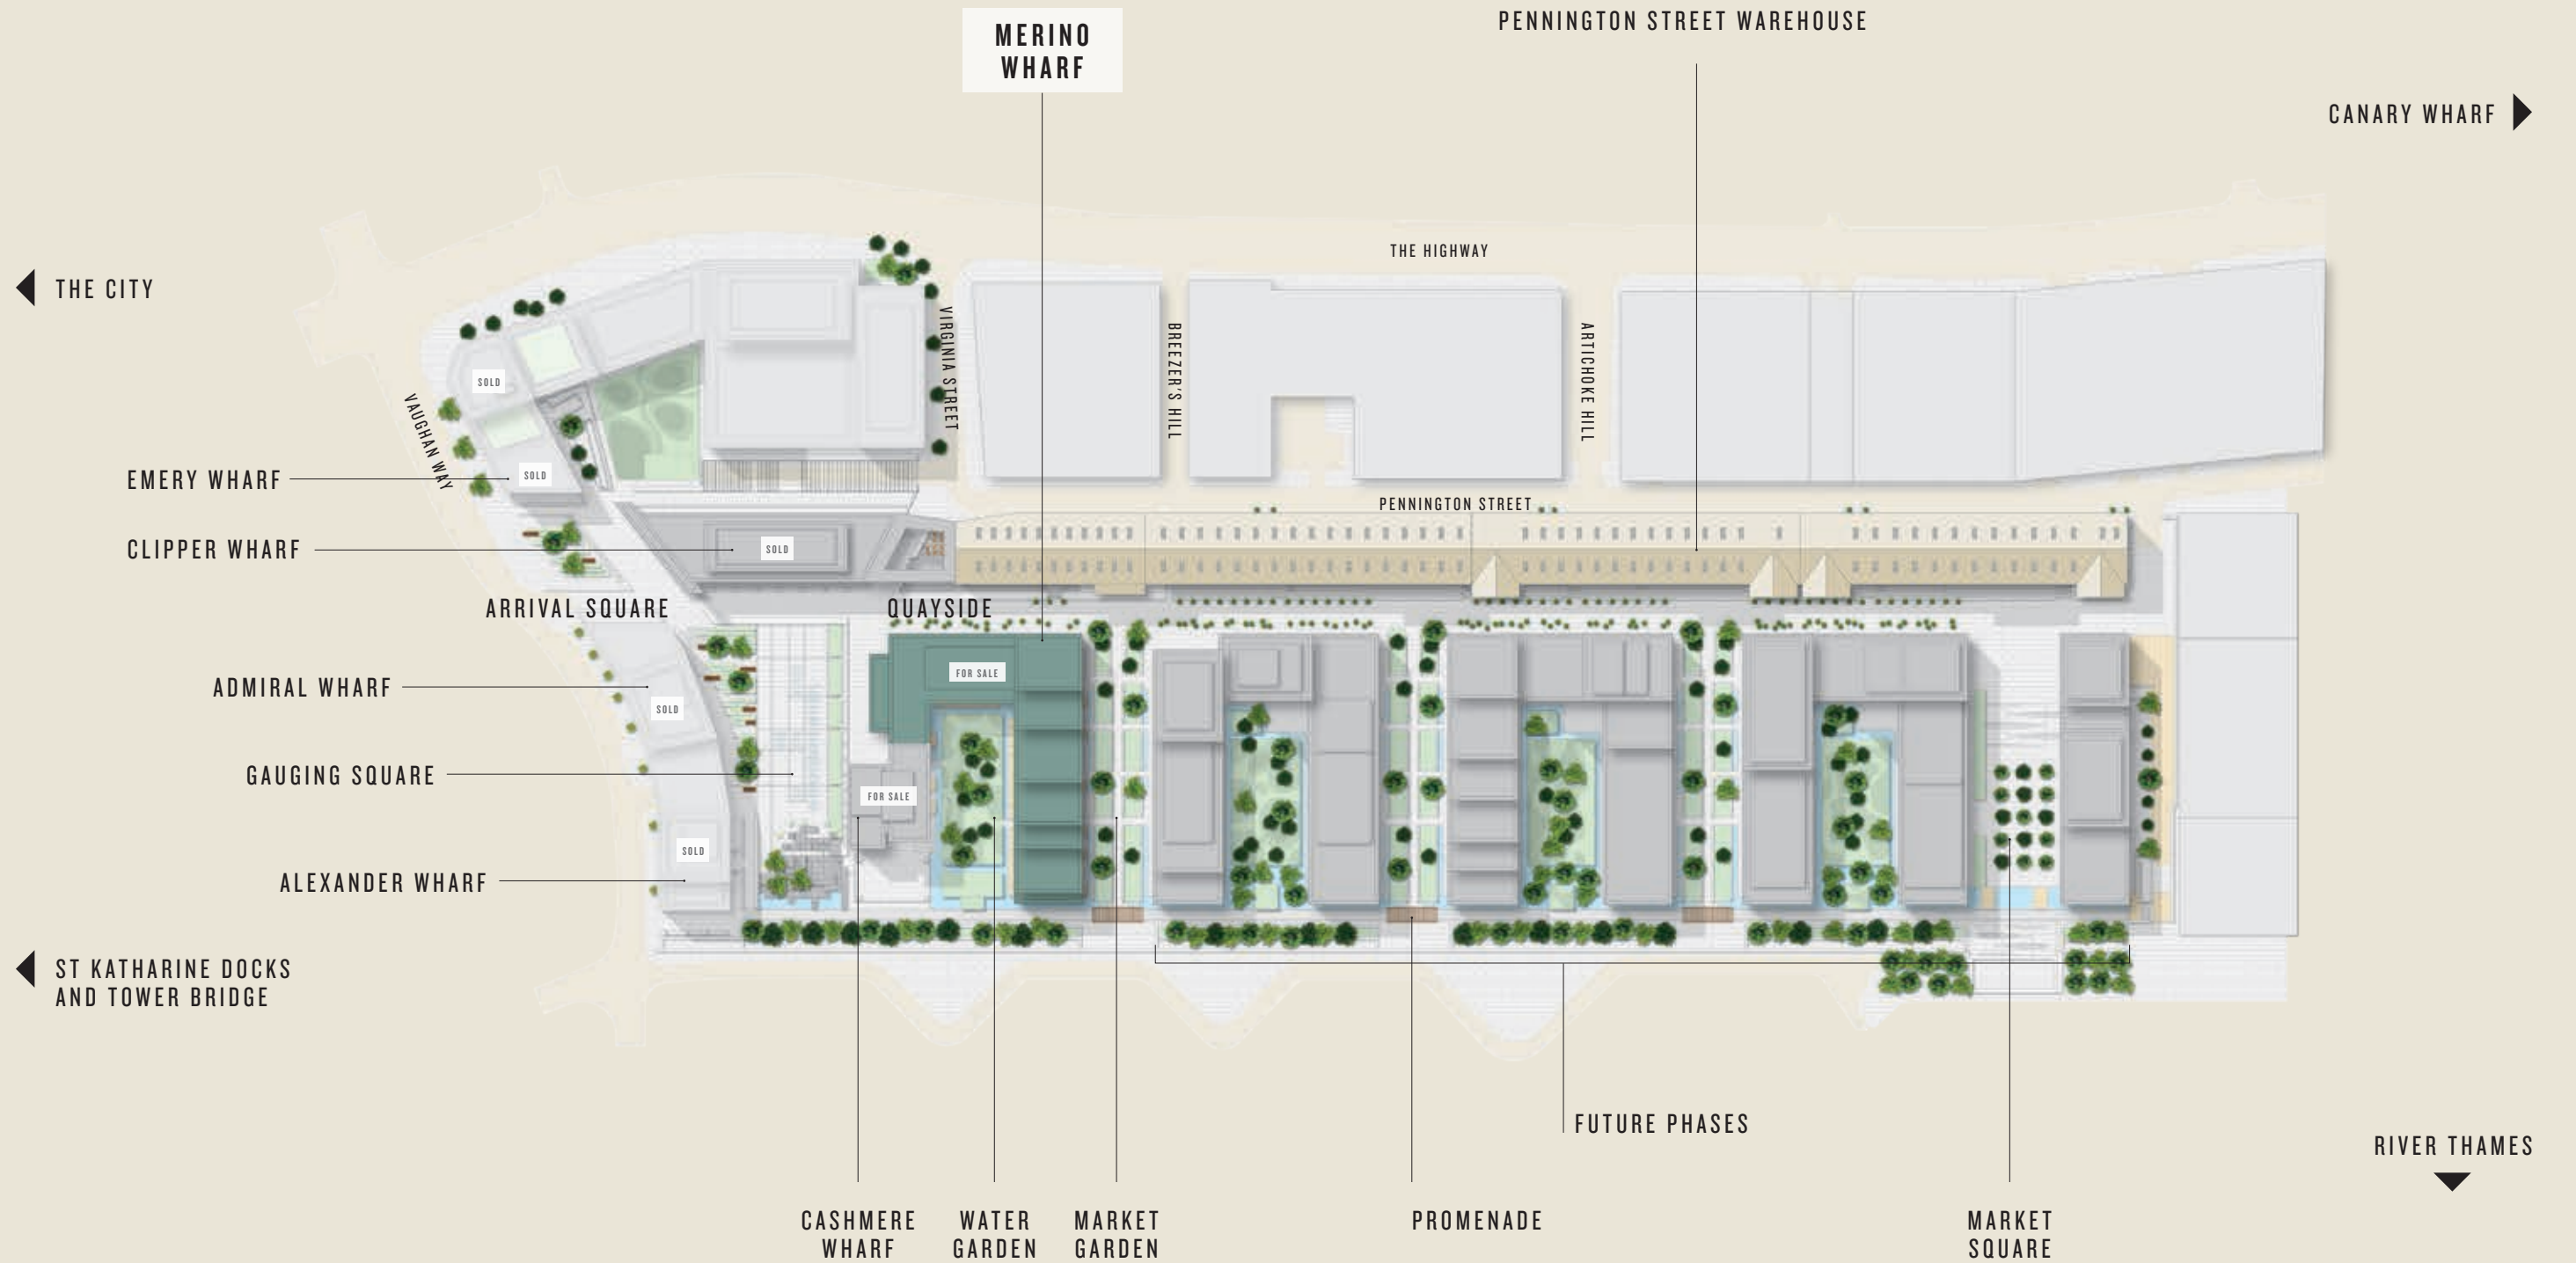 MERINO
WHARF
PENNINGTON STREET WAREHOUSE
CANARY WHARF
THE HIGHWAY
THE CITY
VIRGINIA STREET
BREEZER'S HILL
ARTICHOKE HILL
SOLD
VAUGHAN WAY
EMERY WHARF
SOLD
PENNINGTON STREET
CLIPPER WHARF
SOLD
ARRIVAL SQUARE
QUAYSIDE
FOR SALE
ADMIRAL WHARF
SOLD
GAUGING SQUARE
FOR SALE
SOLD
ALEXANDER WHARF
ST KATHARINE DOCKS
AND TOWER BRIDGE
FUTURE PHASES
RIVER THAMES
CASHMERE
WHARF
WATER
GARDEN
MARKET
GARDEN
PROMENADE
MARKET
SQUARE